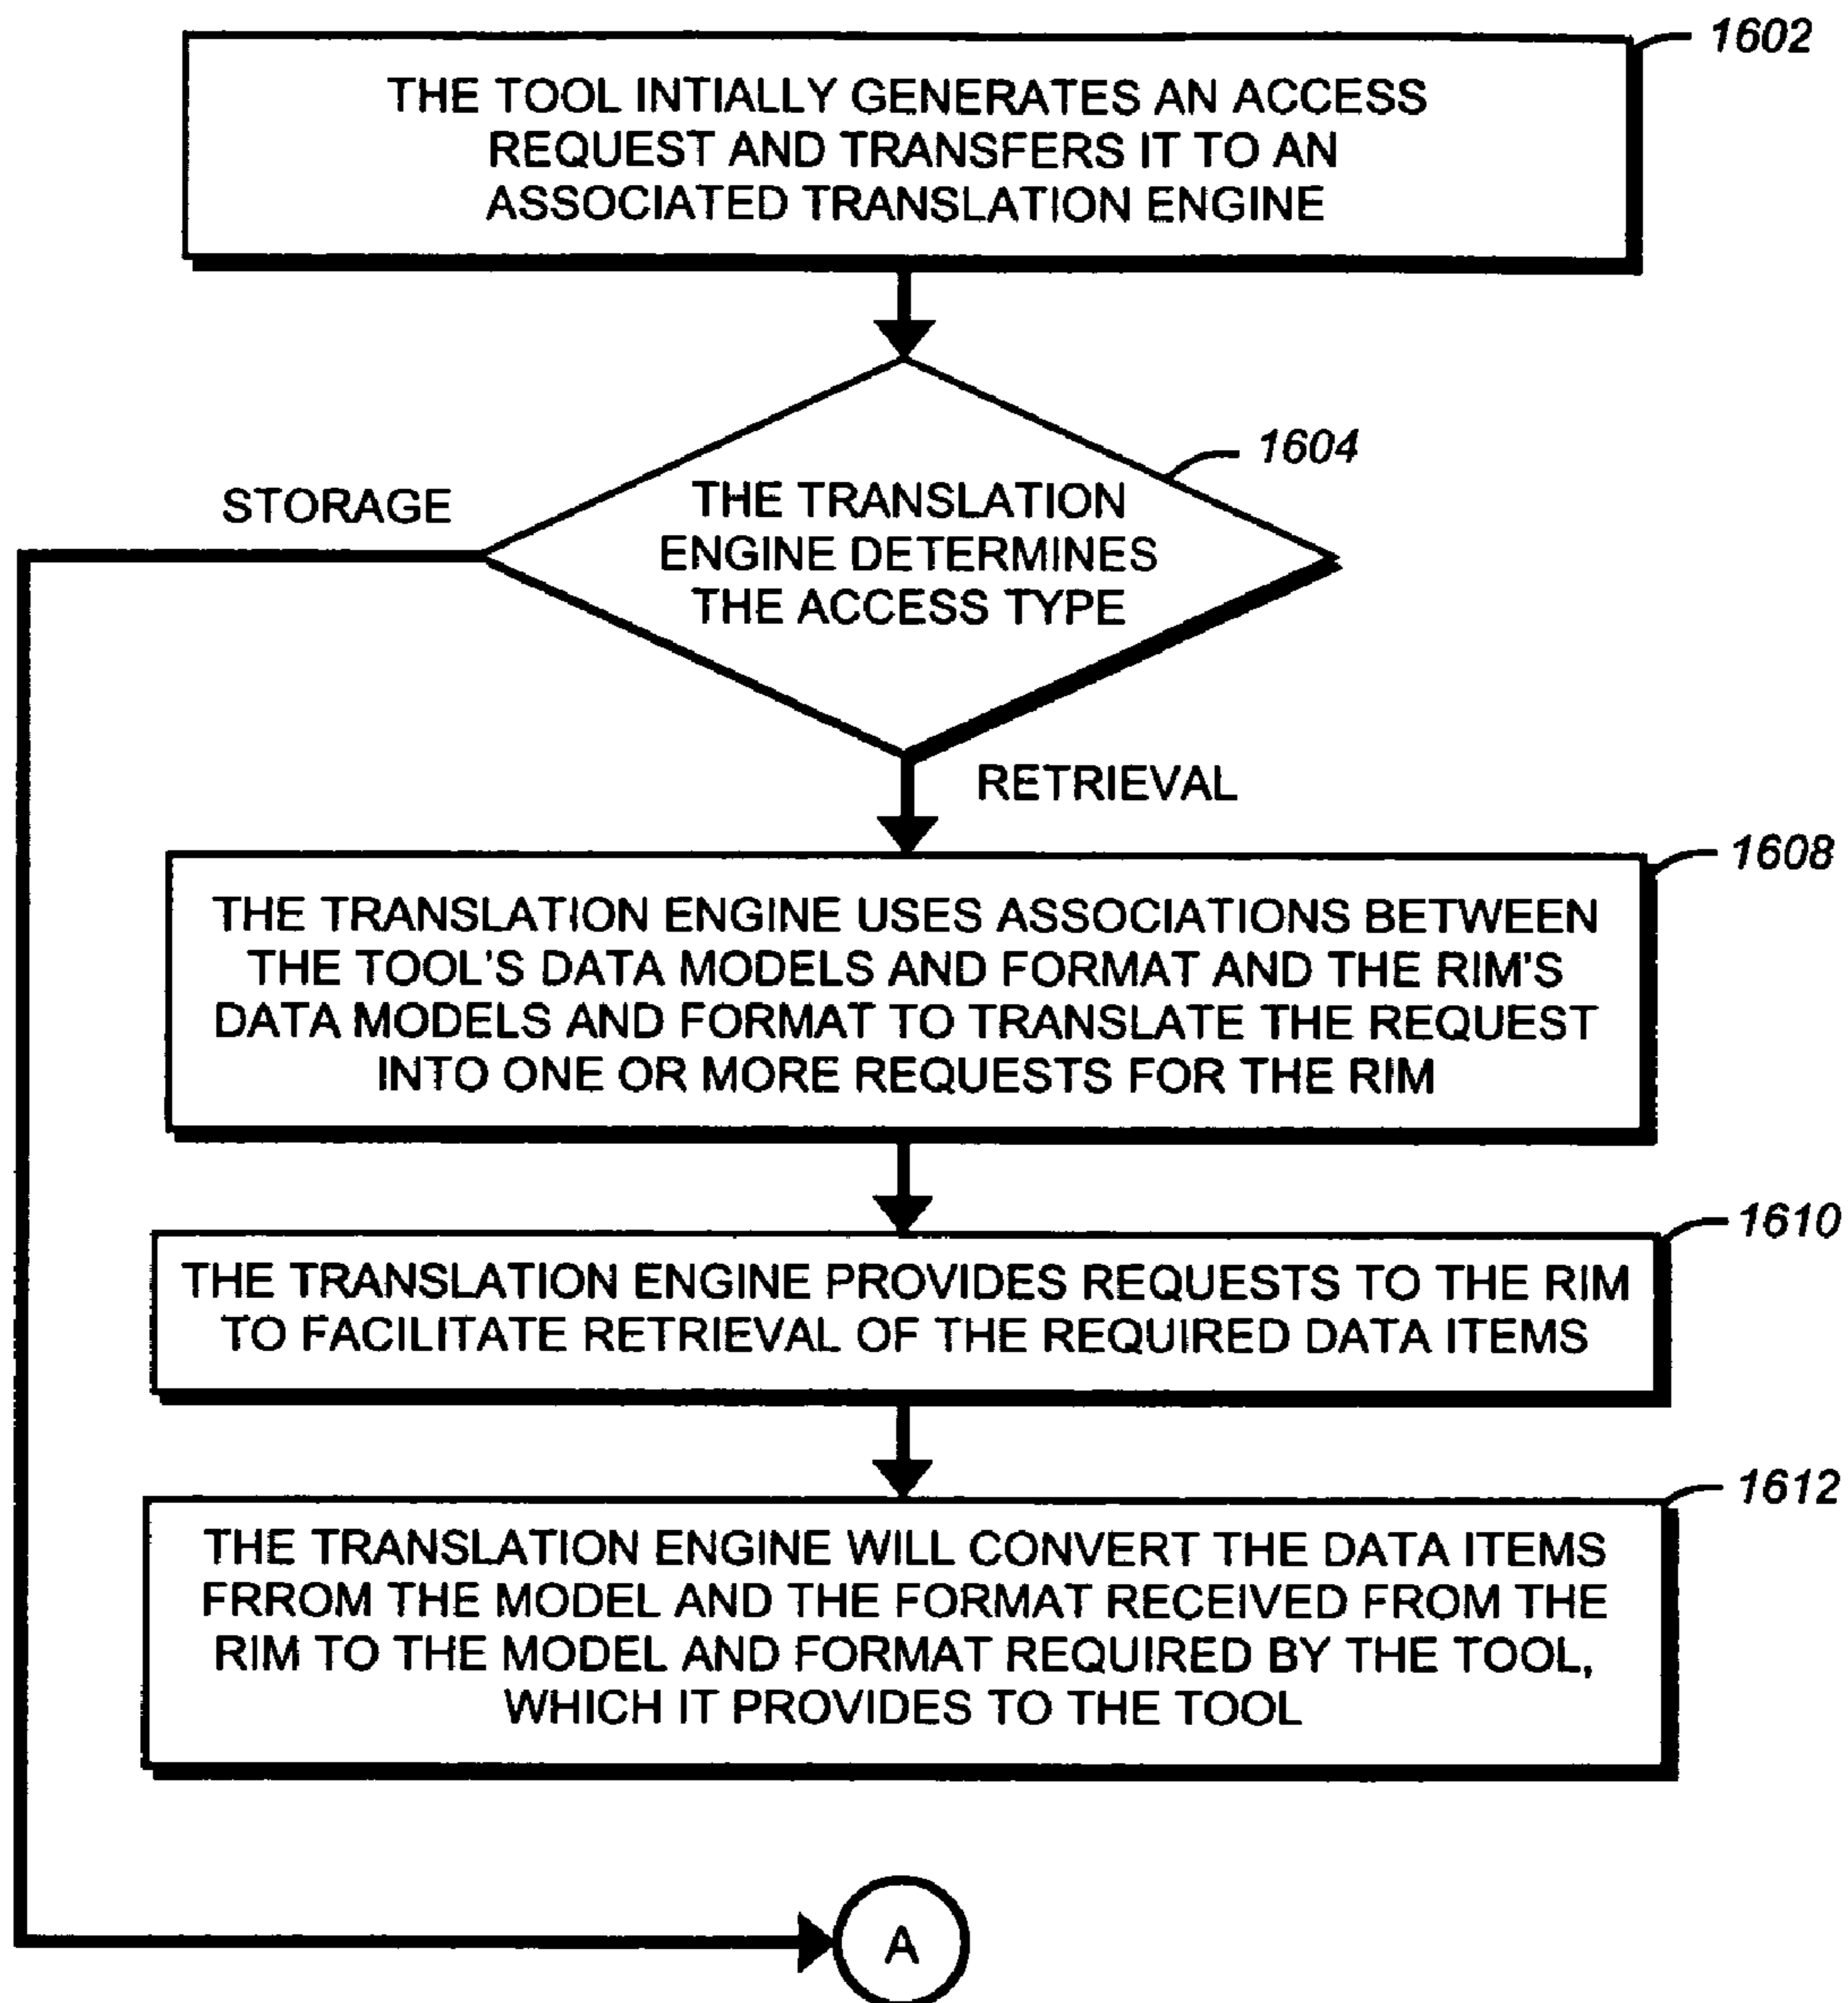 1602
THE TOOL INTIALLY GENERATES AN ACCESS
REQUEST AND TRANSFERS IT TO AN
ASSOCIATED TRANSLATION ENGINE
1604
STORAGE
THE TRANSLATION
ENGINE DETERMINES
THE ACCESS TYPE
RETRIEVAL
1608
THE TRANSLATION ENGINE USES ASSOCIATIONS BETWEEN
THE TOOL'S DATA MODELS AND FORMAT AND THE RIM'S
DATA MODELS AND FORMAT TO TRANSLATE THE REQUEST
INTO ONE OR MORE REQUESTS FOR THE RIM
1610
THE TRANSLATION ENGINE PROVIDES REQUESTS TO THE RIM
TO FACILITATE RETRIEVAL OF THE REQUIRED DATA ITEMS
1612
THE TRANSLATION ENGINE WILL CONVERT THE DATA ITEMS
FRROM THE MODEL AND THE FORMAT RECEIVED FROM THE
RIM TO THE MODEL AND FORMAT REQUIRED BY THE TOOL,
WHICH IT PROVIDES TO THE TOOL
A